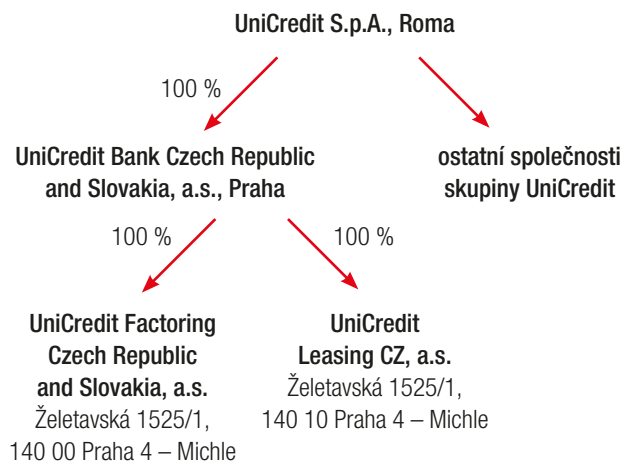 UniCredit S.p.A., Roma
100 %
UniCredit Bank Czech Republic
and Slovakia, a.s., Praha
ostatní společnosti
skupiny UniCredit
100 %
100 %
UniCredit Factoring
Czech Republic
and Slovakia, a.s.
Želetavská 1525/1,
140 00 Praha 4 – Michle
UniCredit
Leasing CZ, a.s.
Želetavská 1525/1,
140 10 Praha 4 – Michle